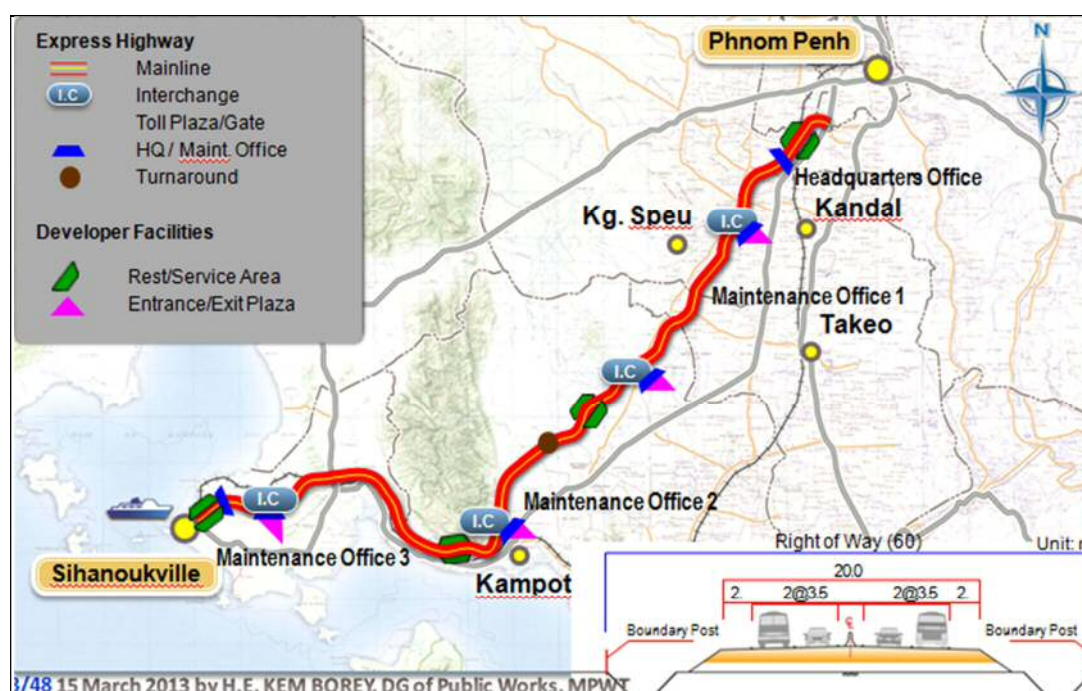 Express Highway
Mainline
I.C
Interchange
Toll Plaza/Gate
HQ / Maint. Office
Turnaround
Developer Facilities
Rest/Service Area
Entrance/Exit Plaza
Phnom Penh
N
Headquarters Office
Kandal
Kg. Speu
I.C
Maintenance Office 1
Takeo
I.C
Maintenance Office 2
I.C
Kampot
I.C
Maintenance Office 3
Sihanoukville
Right of Way (60)
Unit:
20.0
2. 2@3.5 2@3.5 2.
Boundary Post
Boundary Post
3/48 15 March 2013 by H.E. KEM BOREY, DG of Public Works, MPWT